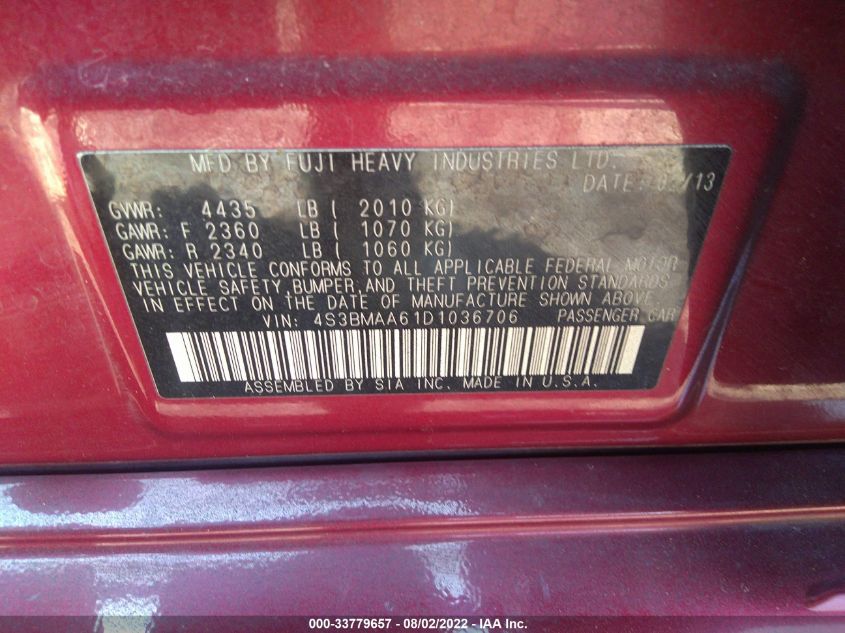 MFD BY FUJI HEAVY INDUSTRIES LTD.
DATE: /13
GVWR: 4435 LB ( 2010 KG)
GAWR: F 2360 LB ( 1070 KG)
GAWR: R 2340 LB ( 1060 KG)
THIS VEHICLE CONFORMS TO ALL APPLICABLE FEDERAL MOTOR
VEHICLE SAFETY, BUMPER, AND THEFT PREVENTION STANDARDS
IN EFFECT ON THE DATE OF MANUFACTURE SHOWN ABOVE.
VIN: 4S3BMAA61D1036706 PASSENGER CAR
ASSEMBLED BY SIA INC. MADE IN U.S.A.
000-33779657 - 08/02/2022 - IAA Inc.